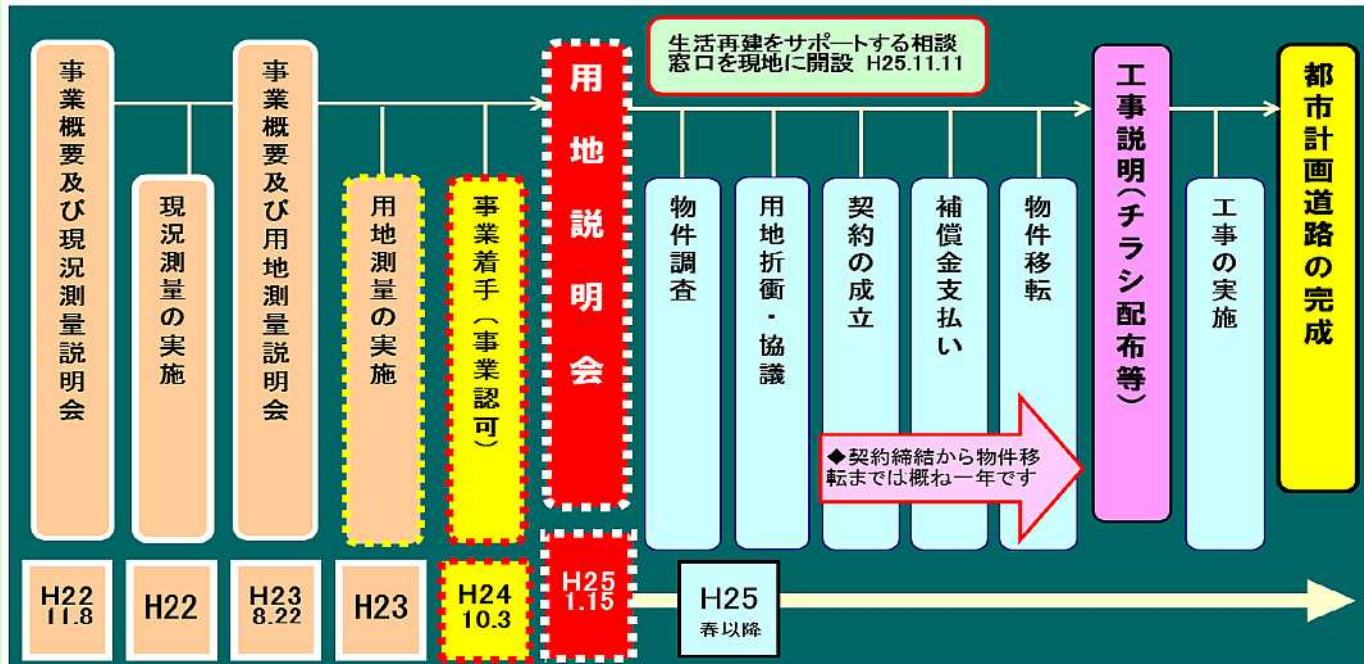 事業概要及び現況測量説明会
現況測量の実施
事業概要及び用地測量説明会
用地測量の実施
事業着手（事業認可）
用地説明会
生活再建をサポートする相談
窓口を現地に開設 H25.11.11
物件調査
用地折衝・協議
契約の成立
補償金支払い
物件移転
◆契約締結から物件移
転までは概ね一年です
工事説明（チラシ配布等）
工事の実施
都市計画道路の完成
H22
11.8
H22
H23
8.22
H23
H24
10.3
H25
1.15
H25
春以降